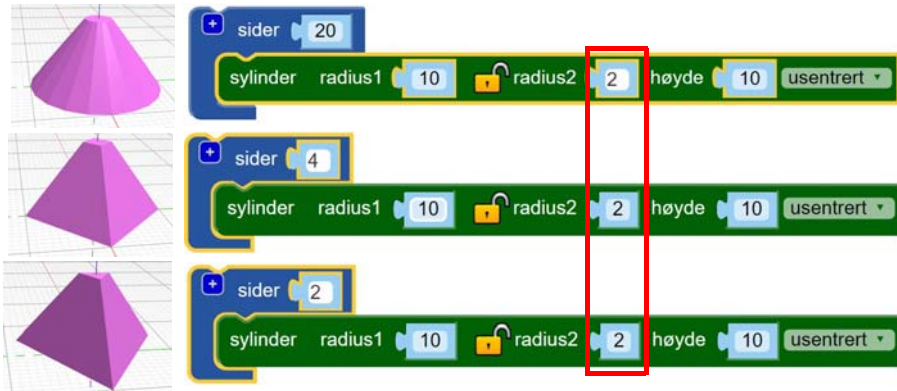 + sider 20
sylinder radius1 10 radius2 2 høyde 10 usentrert
+ sider 4
sylinder radius1 10 radius2 2 høyde 10 usentrert
+ sider 2
sylinder radius1 10 radius2 2 høyde 10 usentrert